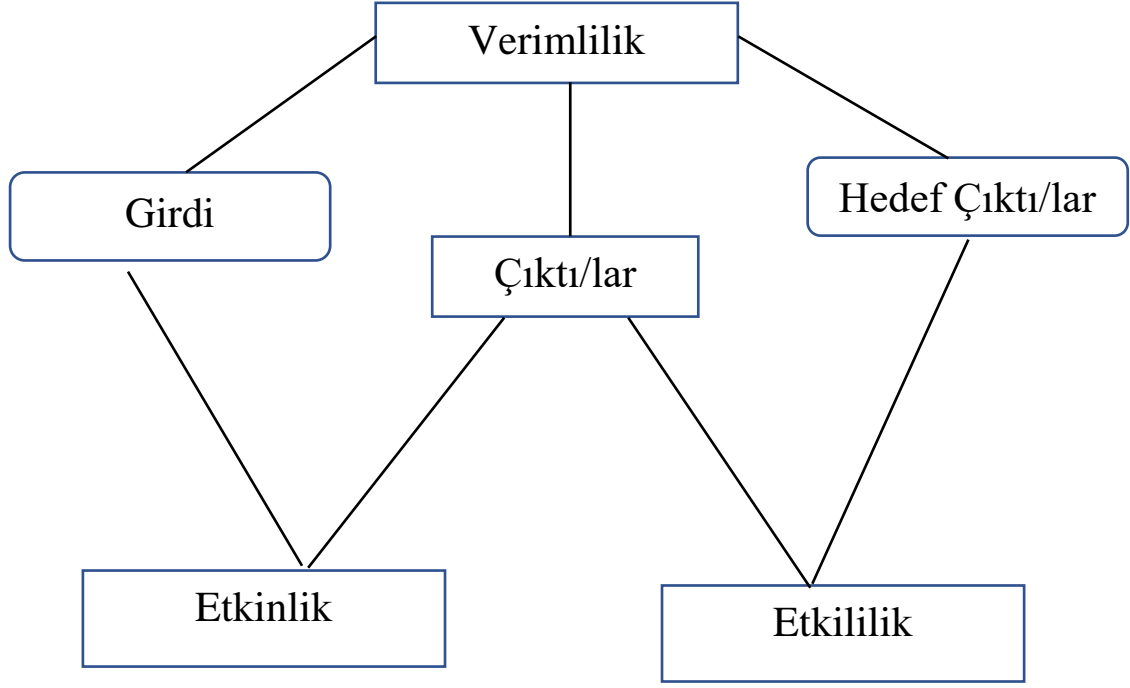 Verimlilik
Girdi
Hedef Çıktı/lar
Çıktı/lar
Etkinlik
Etkililik